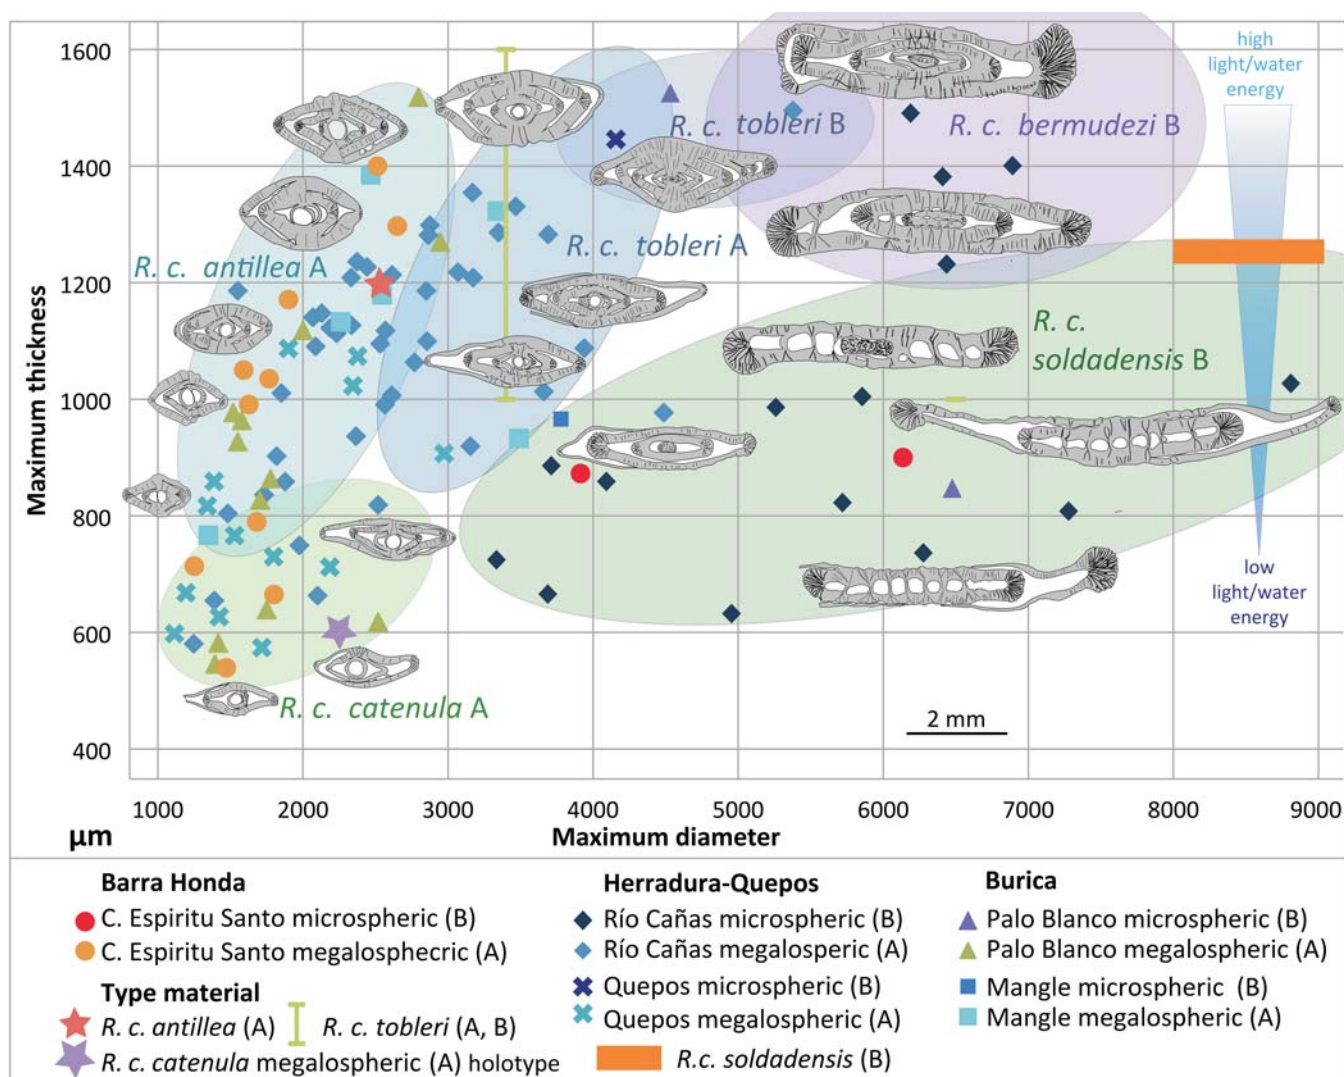 1600
1400
1200
1000
800
600
400
Maximum thickness
R. c. tobleri B
R. c. bermudezi B
high
light/water
energy
R. c. antillea A
R. c. tobleri A
R. c.
soldadensis B
low
light/water
energy
R. c. catenula A
2 mm
1000 2000 3000 4000 5000 6000 7000 8000 9000
µm
Maximum diameter
Barra Honda
C. Espiritu Santo microspheric (B)
C. Espiritu Santo megalosphecric (A)
Type material
R. c. antillea (A)
R. c. tobleri (A, B)
R. c. catenula megalospheric (A) holotype
Herradura-Quepos
Río Cañas microspheric (B)
Río Cañas megalosperic (A)
Quepos microspheric (B)
Quepos megalospheric (A)
R.c. soldadensis (B)
Burica
Palo Blanco microspheric (B)
Palo Blanco megalospheric (A)
Mangle microspheric (B)
Mangle megalospheric (A)